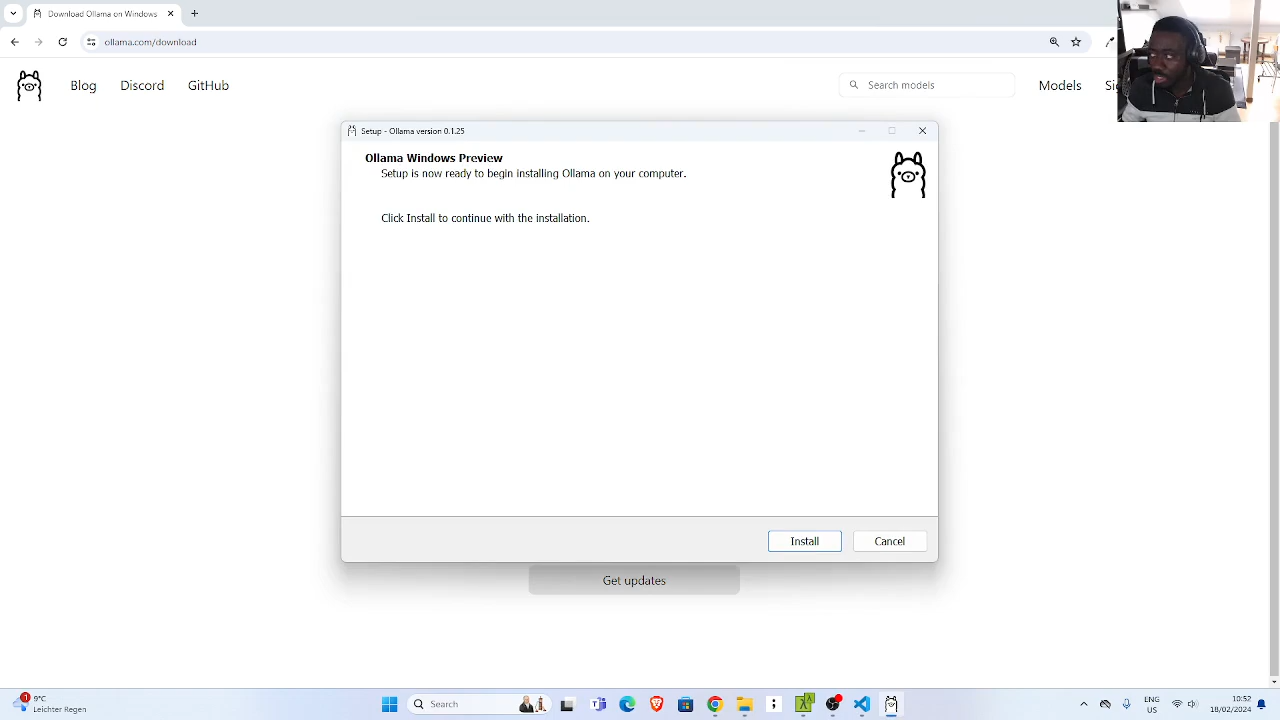 Download Ollama on Windows
ollama.com/download
Blog
Discord
GitHub
Search models
Models
Setup - Ollama version 0.1.25
Ollama Windows Preview
Setup is now ready to begin installing Ollama on your computer.
Click Install to continue with the installation.
Install
Cancel
Get updates
1
9°C
Leichter Regen
Search
ENG
US
10:52
18/02/2024